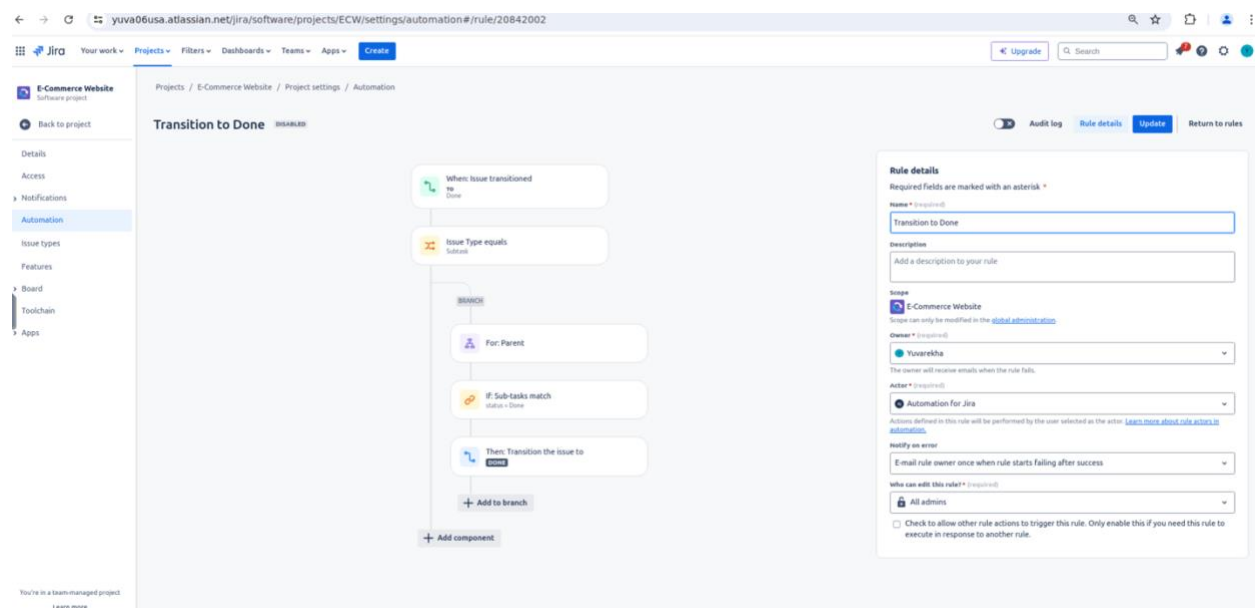 yuva06usa.atlassian.net/jira/software/projects/ECW/settings/automation#/rule/20842002
Jira Your work Projects Filters Dashboards Teams Apps Create Upgrade Search
E-Commerce Website
Software project
Back to project
Details
Access
Notifications
Automation
Issue types
Features
Board
Toolchain
Apps
You're in a team-managed project
Learn more
Projects / E-Commerce Website / Project settings / Automation
Transition to Done DISABLED
Audit log Rule details Update Return to rules
When: Issue transitioned
TO
Done
Issue Type equals
Subtask
BRANCH
For: Parent
IF: Sub-tasks match
status = Done
Then: Transition the issue to
DONE
Add to branch
Add component
Rule details
Required fields are marked with an asterisk *
Name * (required)
Transition to Done
Description
Add a description to your rule
Scope
E-Commerce Website
Scope can only be modified in the global administration.
Owner * (required)
Yuvarekha
The owner will receive emails when the rule fails.
Actor * (required)
Automation for Jira
Actions defined in this rule will be performed by the user selected as the actor. Learn more about rule actors in
automation.
Notify on error
E-mail rule owner once when rule starts failing after success
Who can edit this rule? * (required)
All admins
Check to allow other rule actions to trigger this rule. Only enable this if you need this rule to
execute in response to another rule.